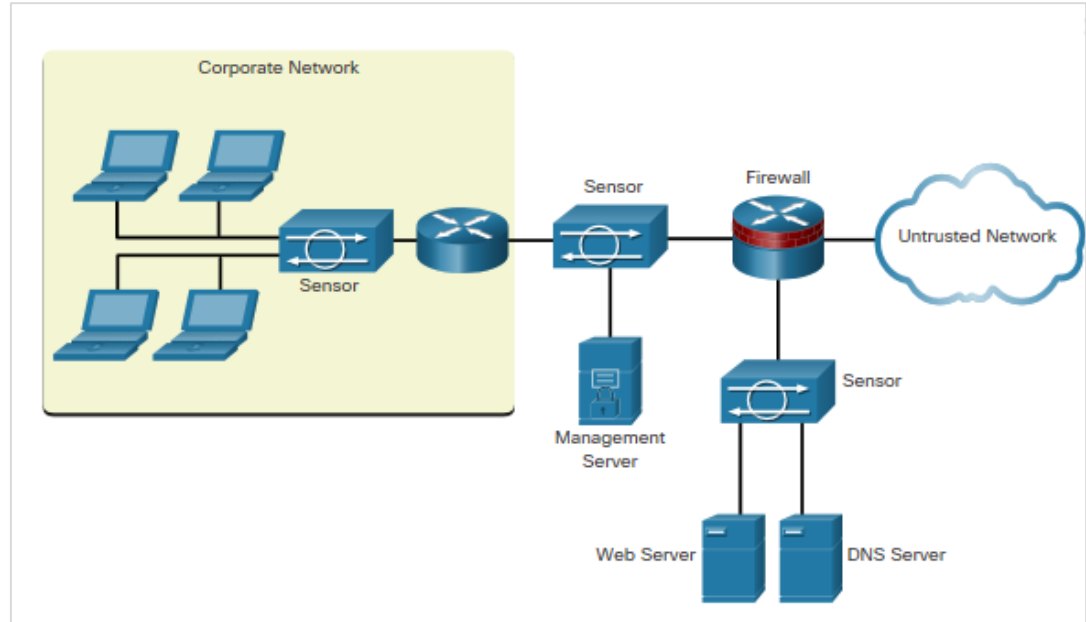 Corporate Network
Sensor
Firewall
Untrusted Network
Sensor
Sensor
Management
Server
Web Server
DNS Server